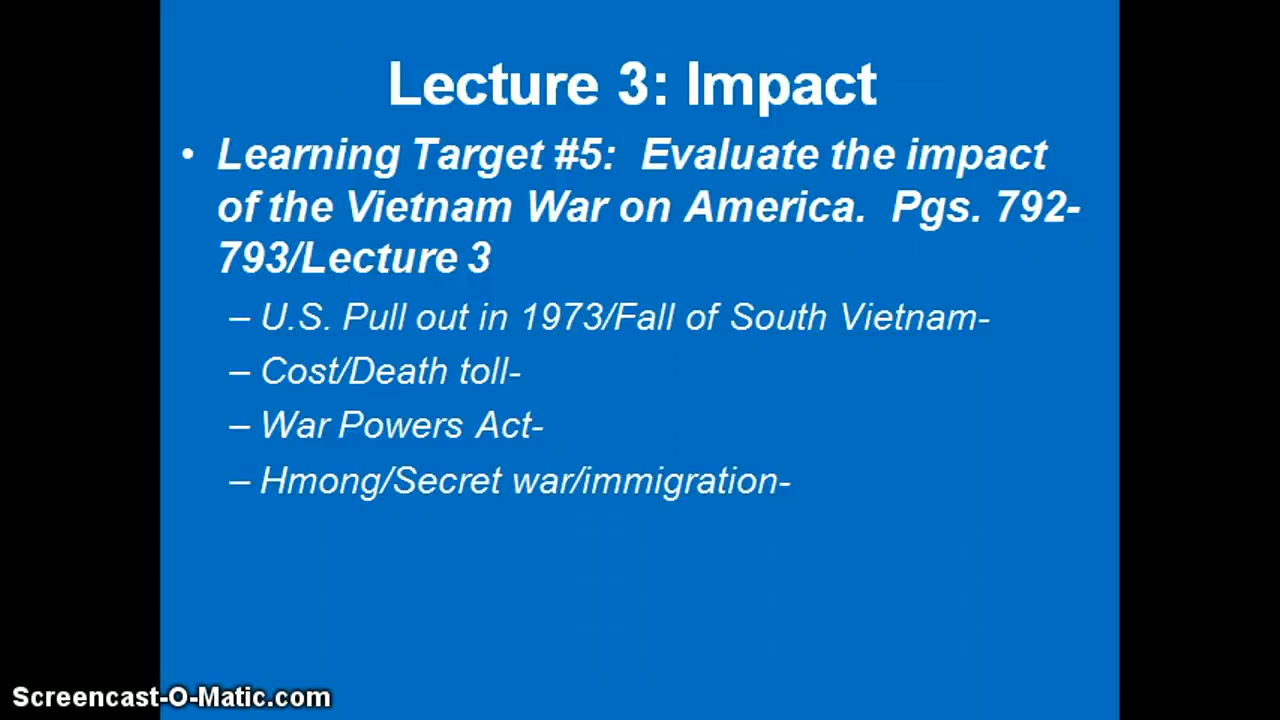 Lecture 3: Impact
• Learning Target #5:  Evaluate the impact
of the Vietnam War on America.  Pgs. 792-
793/Lecture 3
– U.S. Pull out in 1973/Fall of South Vietnam-
– Cost/Death toll-
– War Powers Act-
– Hmong/Secret war/immigration-
Screencast-O-Matic.com